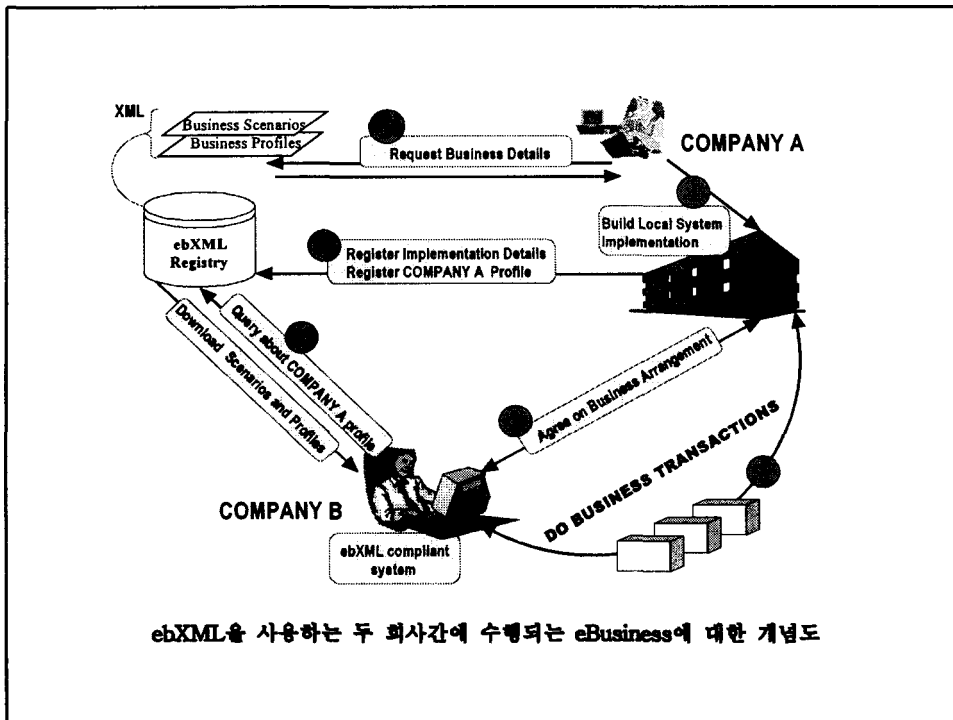 XML
Business Scenarios
Business Profiles
Request Business Details
COMPANY A
Build Local System
Implementation
ebXML
Registry
Register Implementation Details
Register COMPANY A Profile
Query about COMPANY A profile
Download Scenarios and Profiles
Agree on Business Arrangement
DO BUSINESS TRANSACTIONS
COMPANY B
ebXML compliant
system
ebXML을 사용하는 두 회사간에 수행되는 eBusiness에 대한 개념도